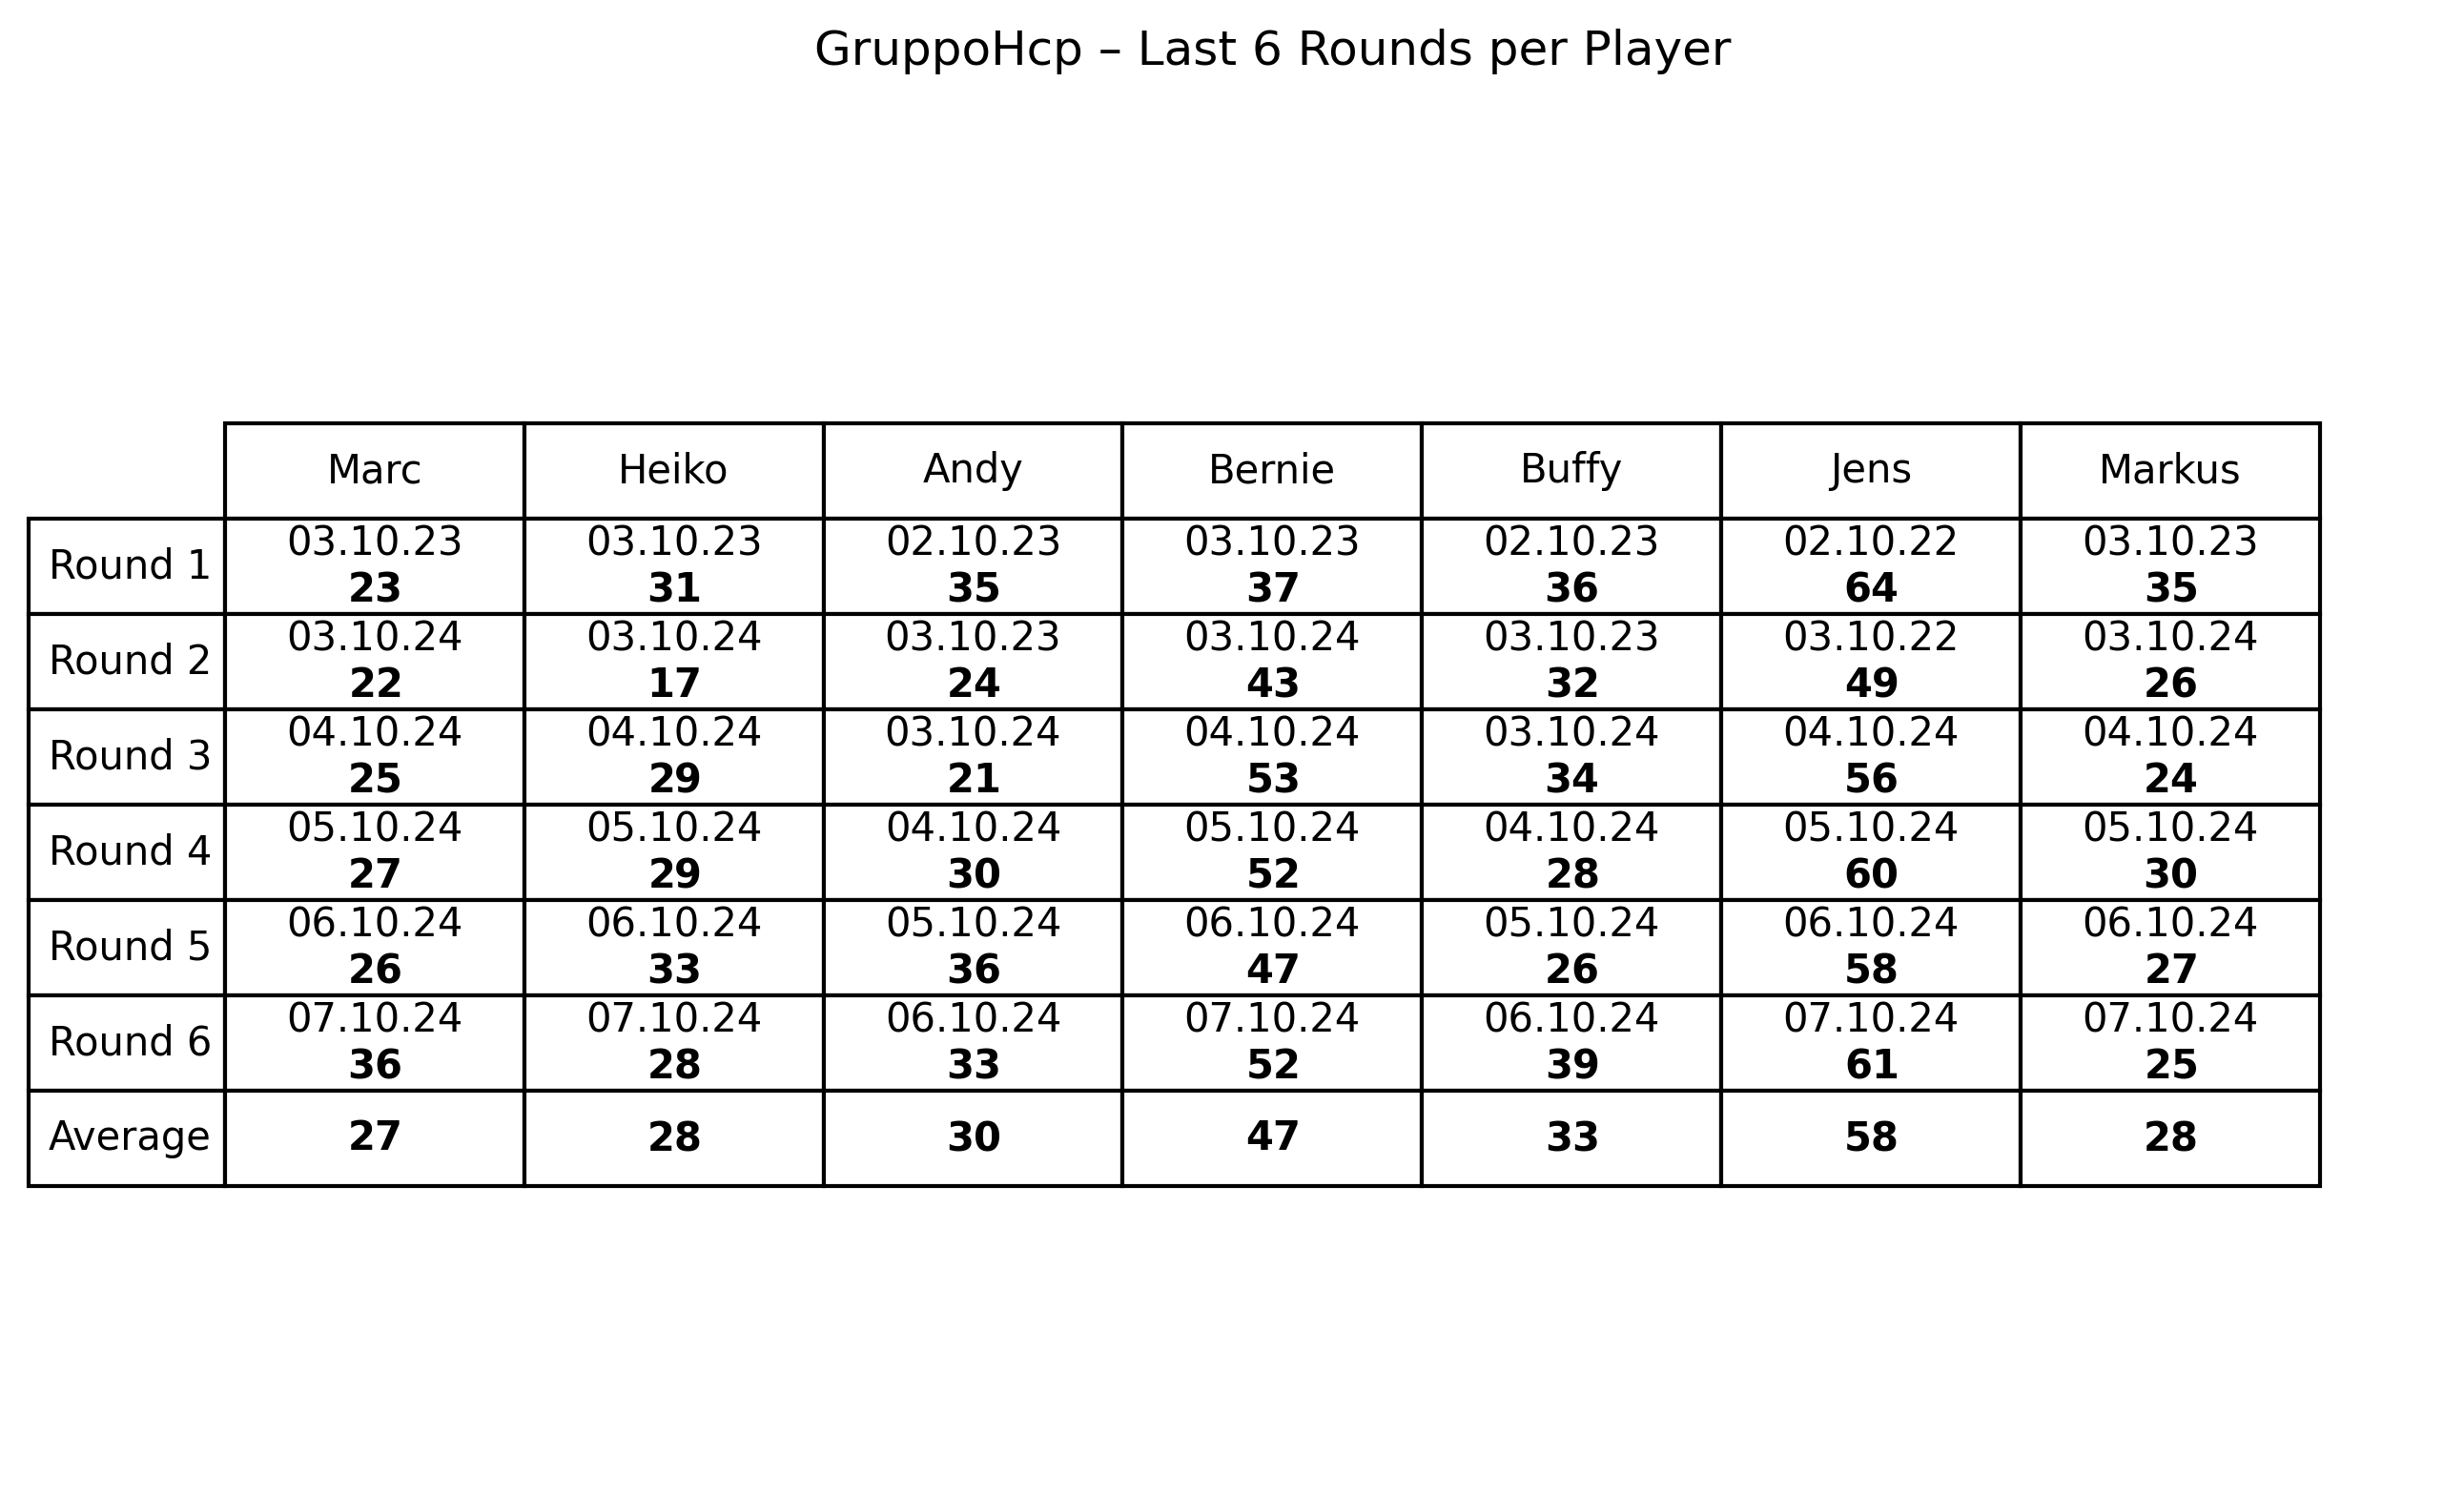 GruppoHcp – Last 6 Rounds per Player
Marc Heiko Andy Bernie Buffy Jens Markus
Round 1
03.10.23 03.10.23 02.10.23 03.10.23 02.10.23 02.10.22 03.10.23
23 31 35 37 36 64 35
Round 2
03.10.24 03.10.24 03.10.23 03.10.24 03.10.23 03.10.22 03.10.24
22 17 24 43 32 49 26
Round 3
04.10.24 04.10.24 03.10.24 04.10.24 03.10.24 04.10.24 04.10.24
25 29 21 53 34 56 24
Round 4
05.10.24 05.10.24 04.10.24 05.10.24 04.10.24 05.10.24 05.10.24
27 29 30 52 28 60 30
Round 5
06.10.24 06.10.24 05.10.24 06.10.24 05.10.24 06.10.24 06.10.24
26 33 36 47 26 58 27
Round 6
07.10.24 07.10.24 06.10.24 07.10.24 06.10.24 07.10.24 07.10.24
36 28 33 52 39 61 25
Average 27 28 30 47 33 58 28